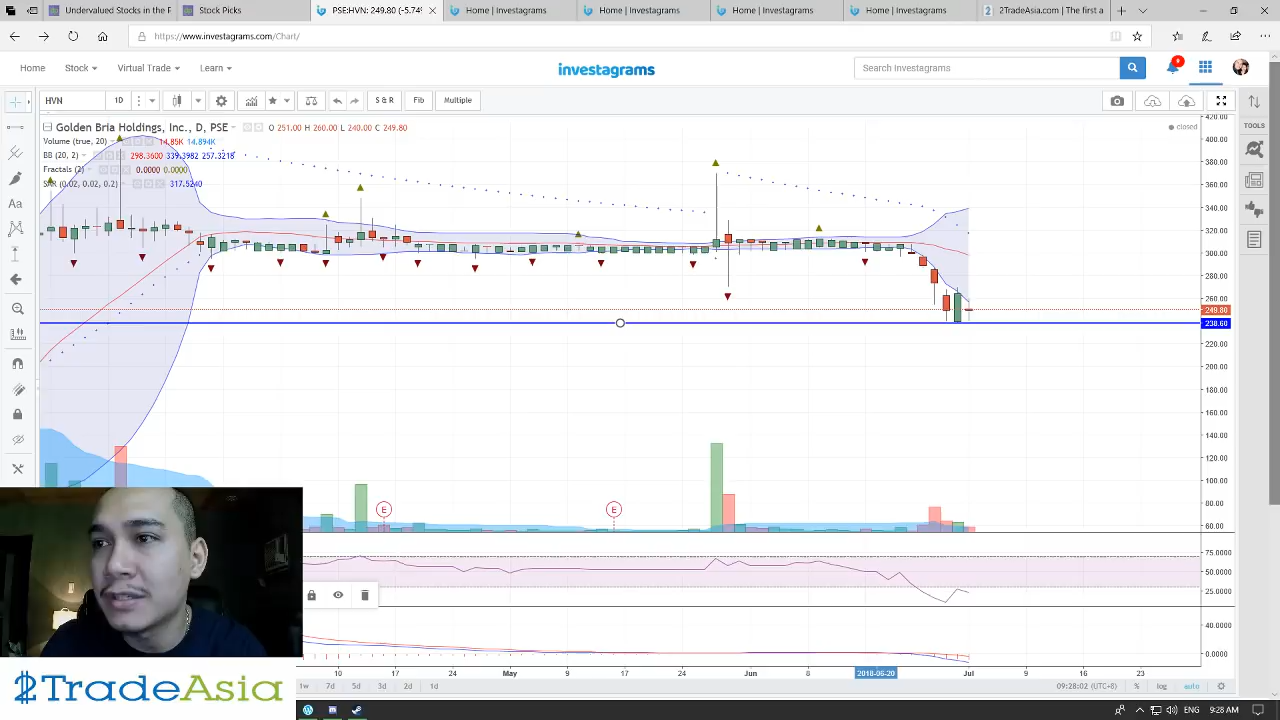 Undervalued Stocks in the P
Stock Picks
PSE:HVN: 249.80 (−5.74%
Home | Investagrams
Home | Investagrams
Home | Investagrams
Home | Investagrams
2TradeAsia.com | The first a
https://www.investagrams.com/Chart/
Home
Stock
Virtual Trade
Learn
investagrams
Search Investagrams
HVN
1D
S & R
Fib
Multiple
Golden Bria Holdings, Inc., D, PSE
O 251.00 H 260.00 L 240.00 C 249.80
closed
TOOLS
Volume (true, 20)
14.85K 14.894K
BB (20, 2)
298.3600 339.3982 257.3218
Fractals (2)
0.0000 0.0000
SAR (0.02, 0.02, 0.2)
317.5240
420.00
400.00
380.00
360.00
340.00
320.00
300.00
280.00
260.00
249.80
238.60
220.00
200.00
180.00
160.00
140.00
120.00
100.00
80.00
60.00
E
E
75.0000
50.0000
25.0000
40.0000
0.0000
10
17
24
May
9
17
24
Jun
2018-06-20
Jul
9
16
23
1w
7d
5d
3d
2d
1d
09:28:02 (UTC+8)
%
log
auto
2TradeAsia
ENG
9:28 AM